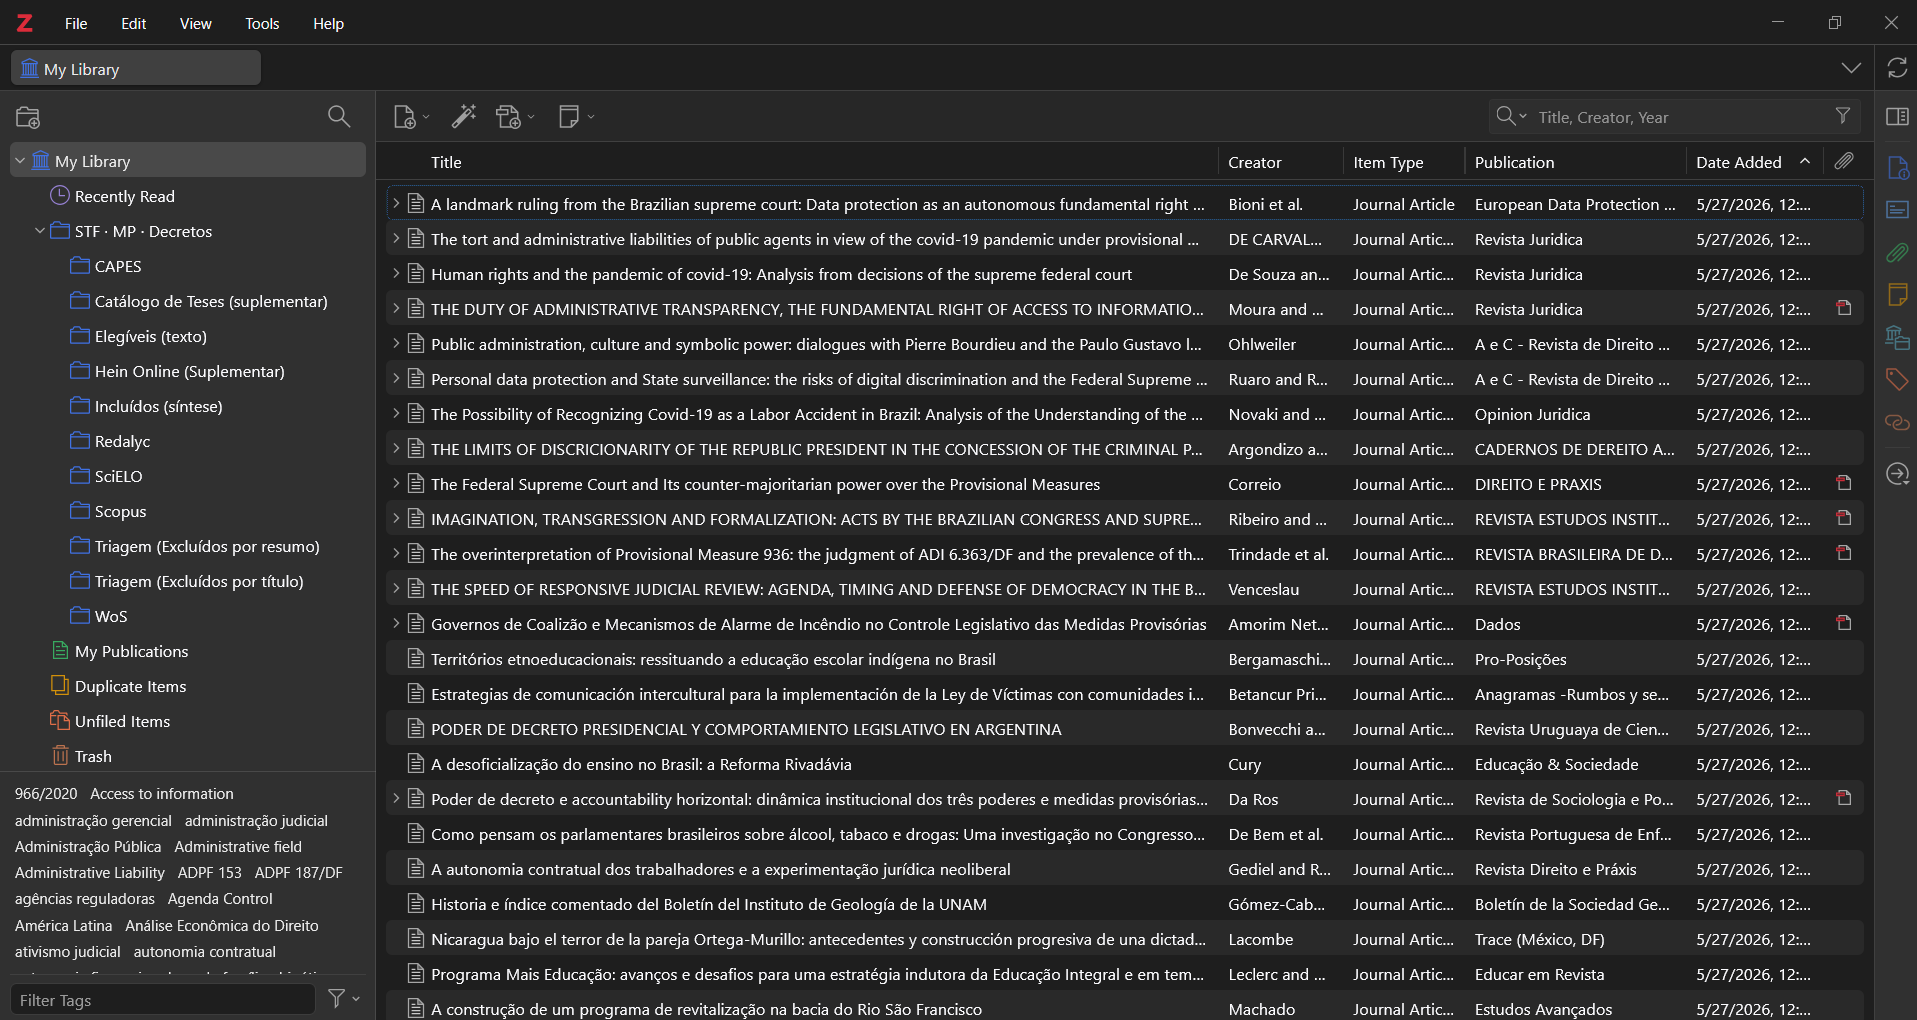 Z File Edit View Tools Help
My Library
Title, Creator, Year
My Library
Recently Read
STF · MP · Decretos
CAPES
Catálogo de Teses (suplementar)
Elegíveis (texto)
Hein Online (Suplementar)
Incluídos (síntese)
Redalyc
SciELO
Scopus
Triagem (Excluídos por resumo)
Triagem (Excluídos por título)
WoS
My Publications
Duplicate Items
Unfiled Items
Trash
966/2020 Access to information
administração gerencial administração judicial
Administração Pública Administrative field
Administrative Liability ADPF 153 ADPF 187/DF
agências reguladoras Agenda Control
América Latina Análise Econômica do Direito
ativismo judicial autonomia contratual
Filter Tags
Title Creator Item Type Publication Date Added
A landmark ruling from the Brazilian supreme court: Data protection as an autonomous fundamental right ... Bioni et al. Journal Article European Data Protection ... 5/27/2026, 12:...
The tort and administrative liabilities of public agents in view of the covid-19 pandemic under provisional ... DE CARVAL... Journal Artic... Revista Juridica 5/27/2026, 12:...
Human rights and the pandemic of covid-19: Analysis from decisions of the supreme federal court De Souza an... Journal Artic... Revista Juridica 5/27/2026, 12:...
THE DUTY OF ADMINISTRATIVE TRANSPARENCY, THE FUNDAMENTAL RIGHT OF ACCESS TO INFORMATIO... Moura and ... Journal Artic... Revista Juridica 5/27/2026, 12:...
Public administration, culture and symbolic power: dialogues with Pierre Bourdieu and the Paulo Gustavo l... Ohlweiler Journal Artic... A e C - Revista de Direito ... 5/27/2026, 12:...
Personal data protection and State surveillance: the risks of digital discrimination and the Federal Supreme ... Ruaro and R... Journal Artic... A e C - Revista de Direito ... 5/27/2026, 12:...
The Possibility of Recognizing Covid-19 as a Labor Accident in Brazil: Analysis of the Understanding of the ... Novaki and ... Journal Artic... Opinion Juridica 5/27/2026, 12:...
THE LIMITS OF DISCRICIONARITY OF THE REPUBLIC PRESIDENT IN THE CONCESSION OF THE CRIMINAL P... Argondizo a... Journal Artic... CADERNOS DE DEREITO A... 5/27/2026, 12:...
The Federal Supreme Court and Its counter-majoritarian power over the Provisional Measures Correio Journal Artic... DIREITO E PRAXIS 5/27/2026, 12:...
IMAGINATION, TRANSGRESSION AND FORMALIZATION: ACTS BY THE BRAZILIAN CONGRESS AND SUPRE... Ribeiro and ... Journal Artic... REVISTA ESTUDOS INSTIT... 5/27/2026, 12:...
The overinterpretation of Provisional Measure 936: the judgment of ADI 6.363/DF and the prevalence of th... Trindade et al. Journal Artic... REVISTA BRASILEIRA DE D... 5/27/2026, 12:...
THE SPEED OF RESPONSIVE JUDICIAL REVIEW: AGENDA, TIMING AND DEFENSE OF DEMOCRACY IN THE B... Venceslau Journal Artic... REVISTA ESTUDOS INSTIT... 5/27/2026, 12:...
Governos de Coalizão e Mecanismos de Alarme de Incêndio no Controle Legislativo das Medidas Provisórias Amorim Net... Journal Artic... Dados 5/27/2026, 12:...
Territórios etnoeducacionais: ressituando a educação escolar indígena no Brasil Bergamaschi... Journal Artic... Pro-Posições 5/27/2026, 12:...
Estrategias de comunicación intercultural para la implementación de la Ley de Víctimas con comunidades i... Betancur Pri... Journal Artic... Anagramas -Rumbos y se... 5/27/2026, 12:...
PODER DE DECRETO PRESIDENCIAL Y COMPORTAMIENTO LEGISLATIVO EN ARGENTINA Bonvecchi a... Journal Artic... Revista Uruguaya de Cien... 5/27/2026, 12:...
A desoficialização do ensino no Brasil: a Reforma Rivadávia Cury Journal Artic... Educação & Sociedade 5/27/2026, 12:...
Poder de decreto e accountability horizontal: dinâmica institucional dos três poderes e medidas provisórias... Da Ros Journal Artic... Revista de Sociologia e Po... 5/27/2026, 12:...
Como pensam os parlamentares brasileiros sobre álcool, tabaco e drogas: Uma investigação no Congresso... De Bem et al. Journal Artic... Revista Portuguesa de Enf... 5/27/2026, 12:...
A autonomia contratual dos trabalhadores e a experimentação jurídica neoliberal Gediel and R... Journal Artic... Revista Direito e Práxis 5/27/2026, 12:...
Historia e índice comentado del Boletín del Instituto de Geología de la UNAM Gómez-Cab... Journal Artic... Boletín de la Sociedad Ge... 5/27/2026, 12:...
Nicaragua bajo el terror de la pareja Ortega-Murillo: antecedentes y construcción progresiva de una dictad... Lacombe Journal Artic... Trace (México, DF) 5/27/2026, 12:...
Programa Mais Educação: avanços e desafios para uma estratégia indutora da Educação Integral e em tem... Leclerc and ... Journal Artic... Educar em Revista 5/27/2026, 12:...
A construção de um programa de revitalização na bacia do Rio São Francisco Machado Journal Artic... Estudos Avançados 5/27/2026, 12:...